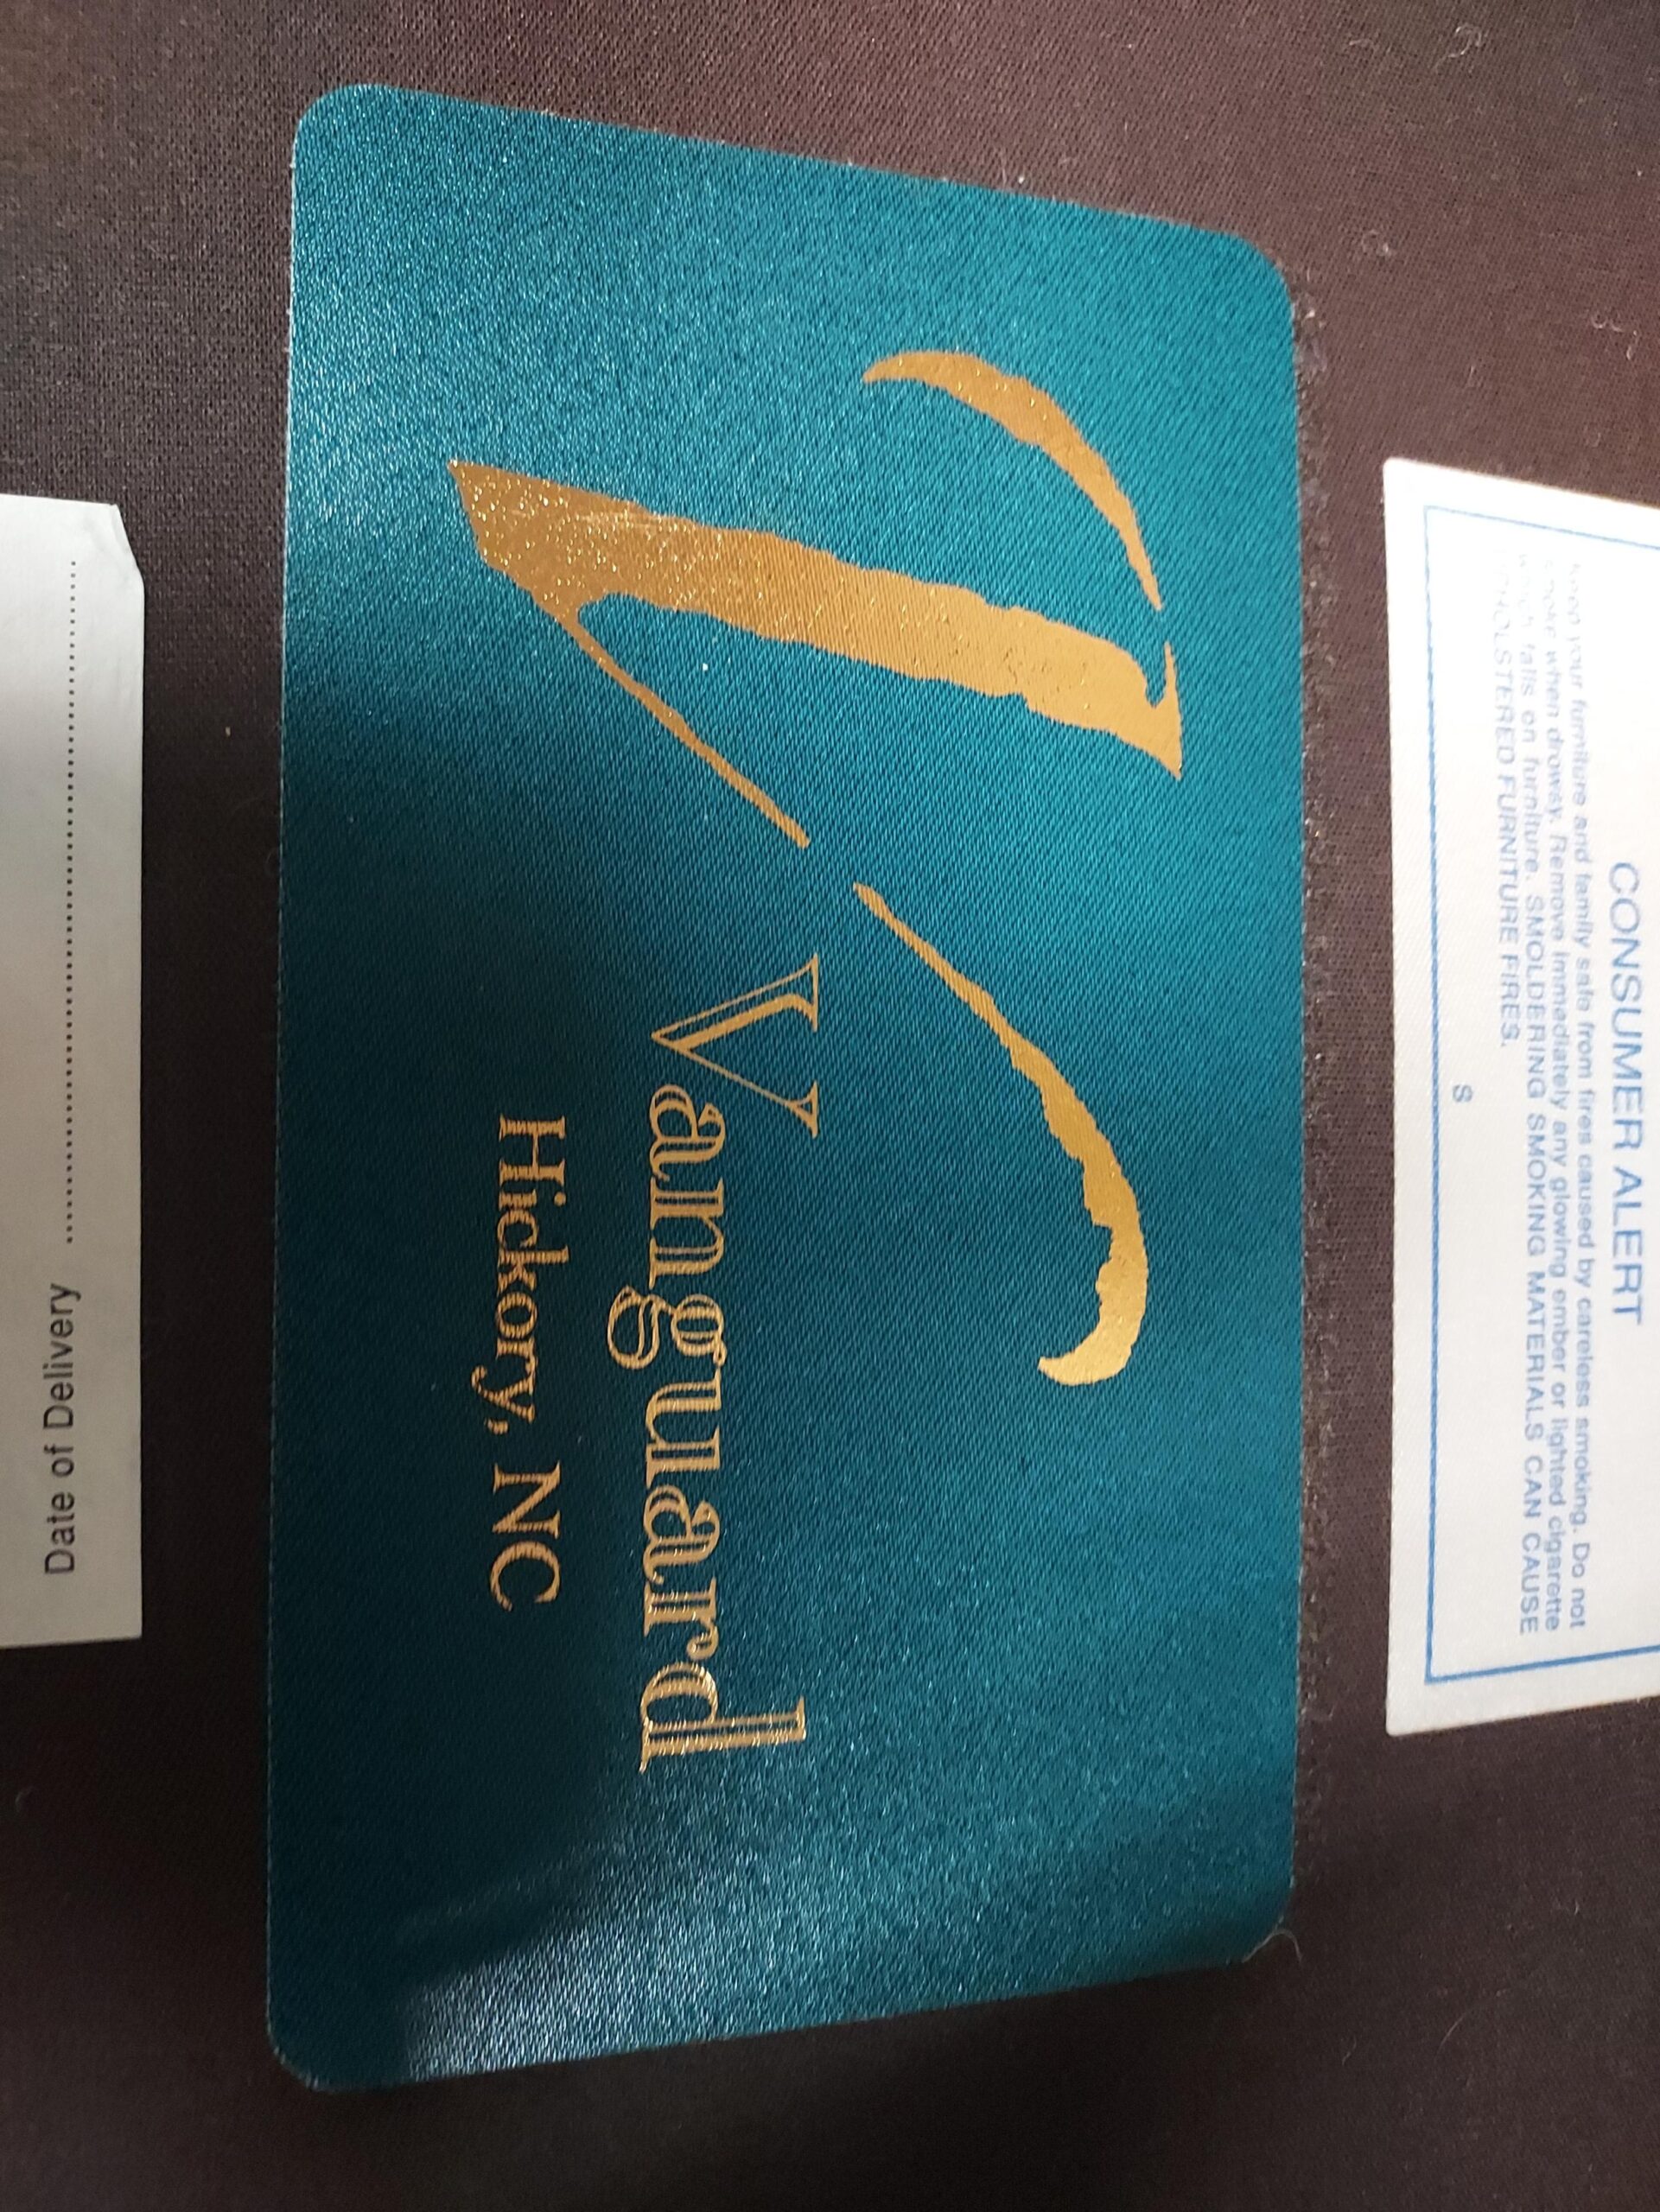 CONSUMER ALERT
your furniture and family safe from fires caused by careless smoking. Do not
when drowsy. Remove immediately any glowing ember or lighted cigarette
which falls on furniture. SMOLDERING SMOKING MATERIALS CAN CAUSE
UPHOLSTERED FURNITURE FIRES.
S
V
Vanguard
Hickory, NC
Date of Delivery